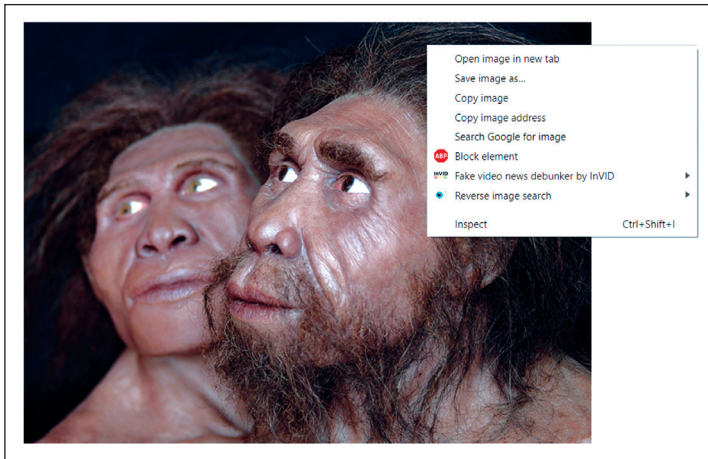 Open image in new tab
Save image as...
Copy image
Copy image address
Search Google for image
ABP Block element
InVID Fake video news debunker by InVID
Reverse image search
Inspect Ctrl+Shift+I